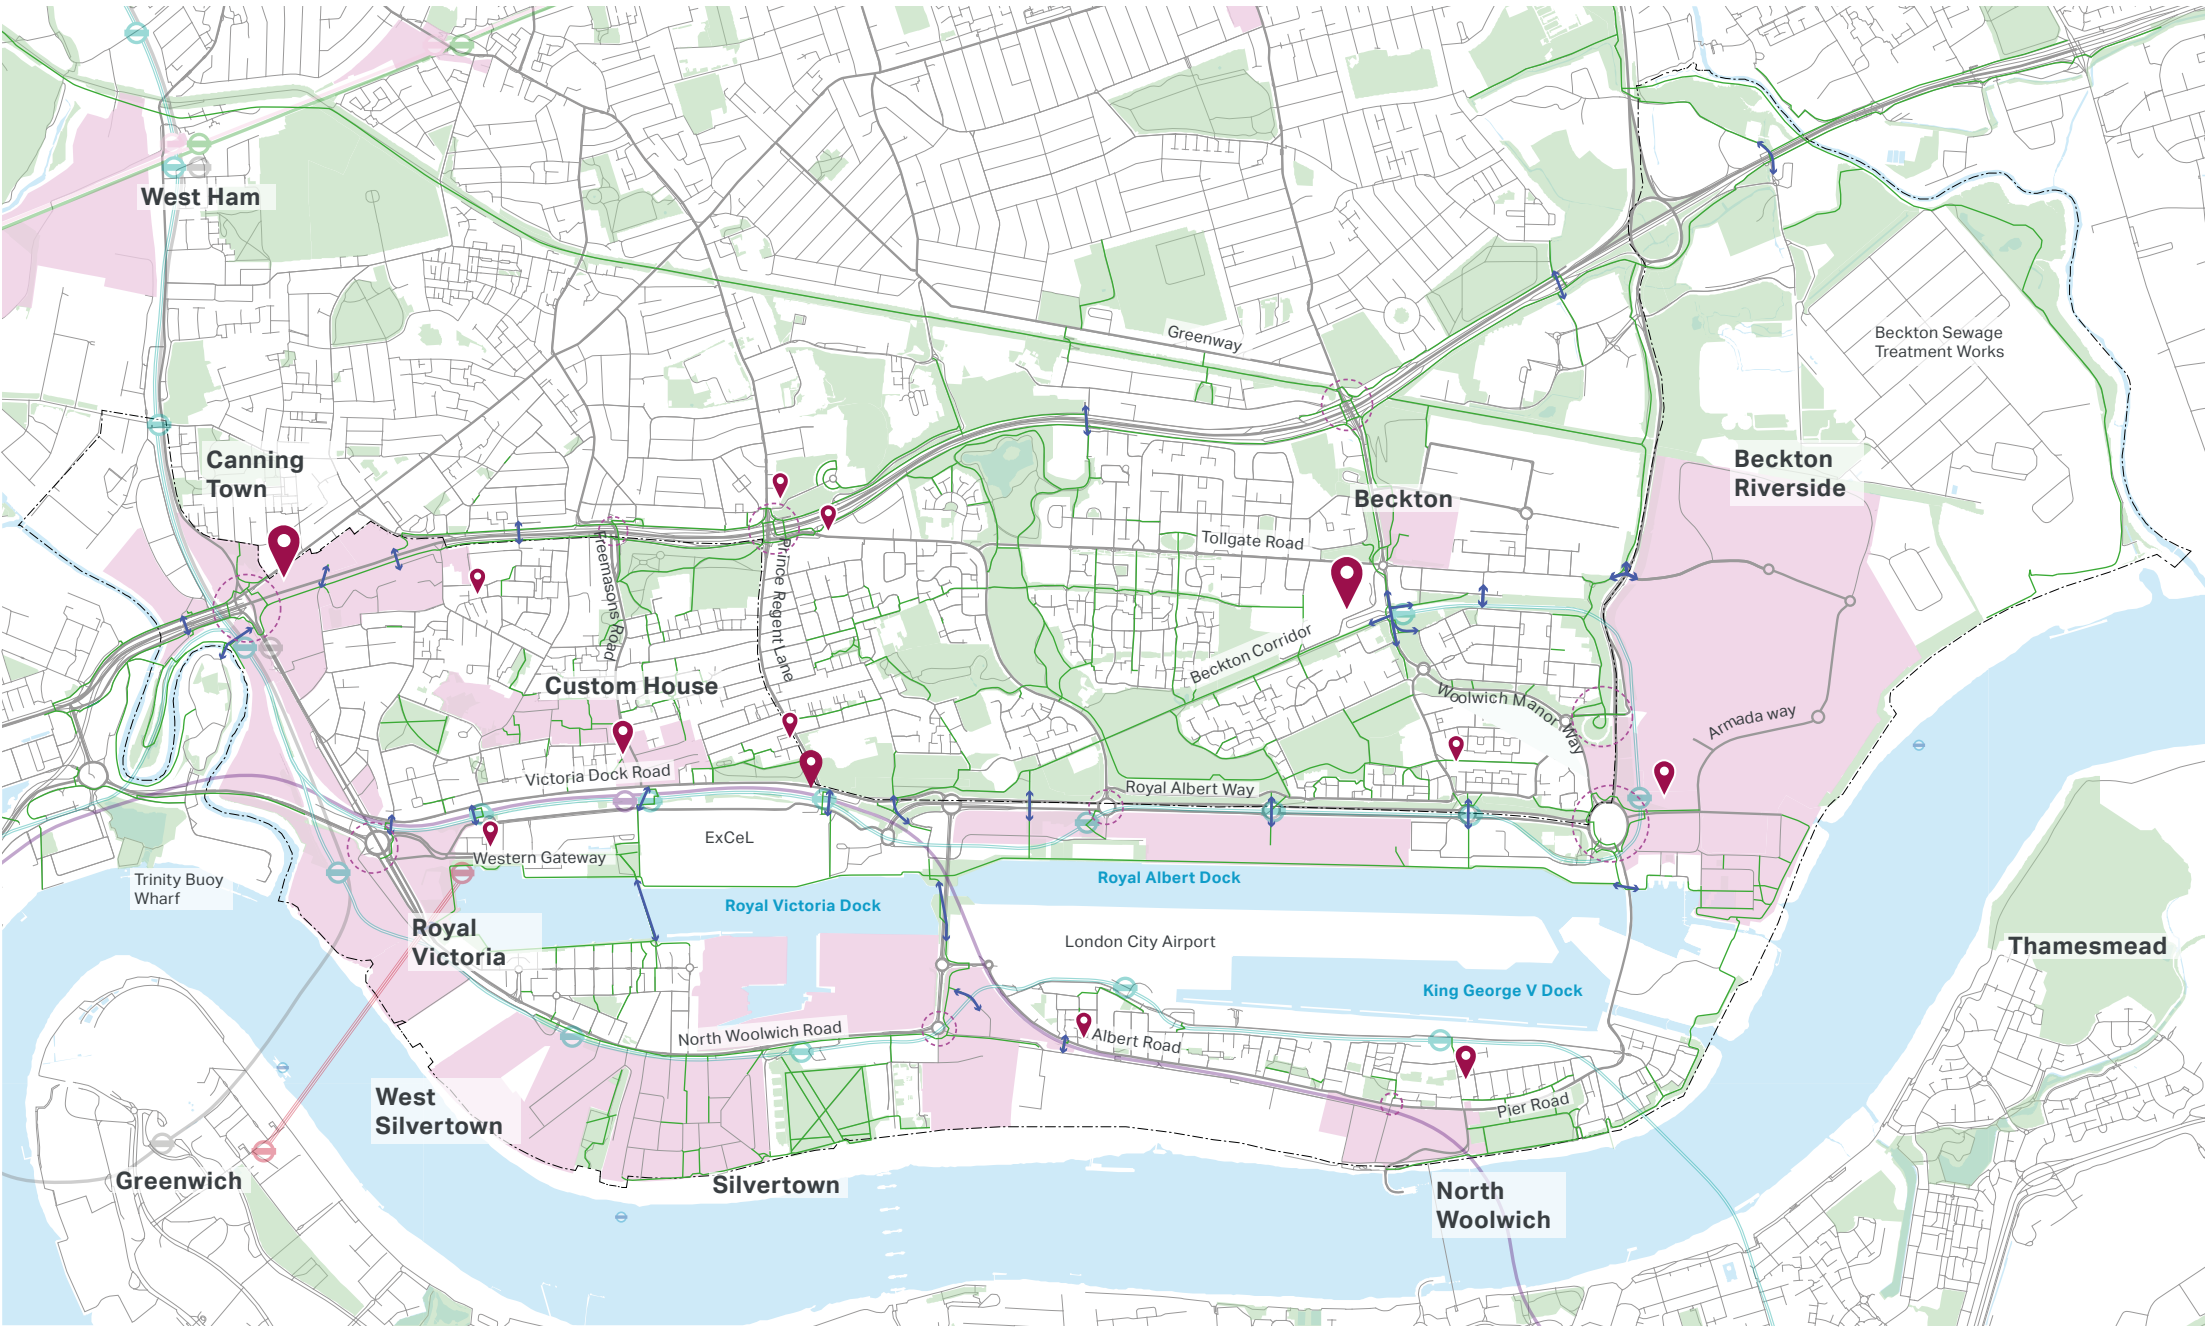 West Ham
Greenway
Beckton Sewage
Treatment Works
Canning
Town
Beckton
Riverside
Beckton
Tollgate Road
Freemasons Road
Prince Regent Lane
Beckton Corridor
Custom House
Woolwich Manor Way
Armada way
Victoria Dock Road
Royal Albert Way
ExCeL
Western Gateway
Trinity Buoy
Wharf
Royal Albert Dock
Royal Victoria Dock
Royal
Victoria
London City Airport
Thamesmead
King George V Dock
North Woolwich Road
Albert Road
West
Silvertown
Pier Road
Greenwich
Silvertown
North
Woolwich